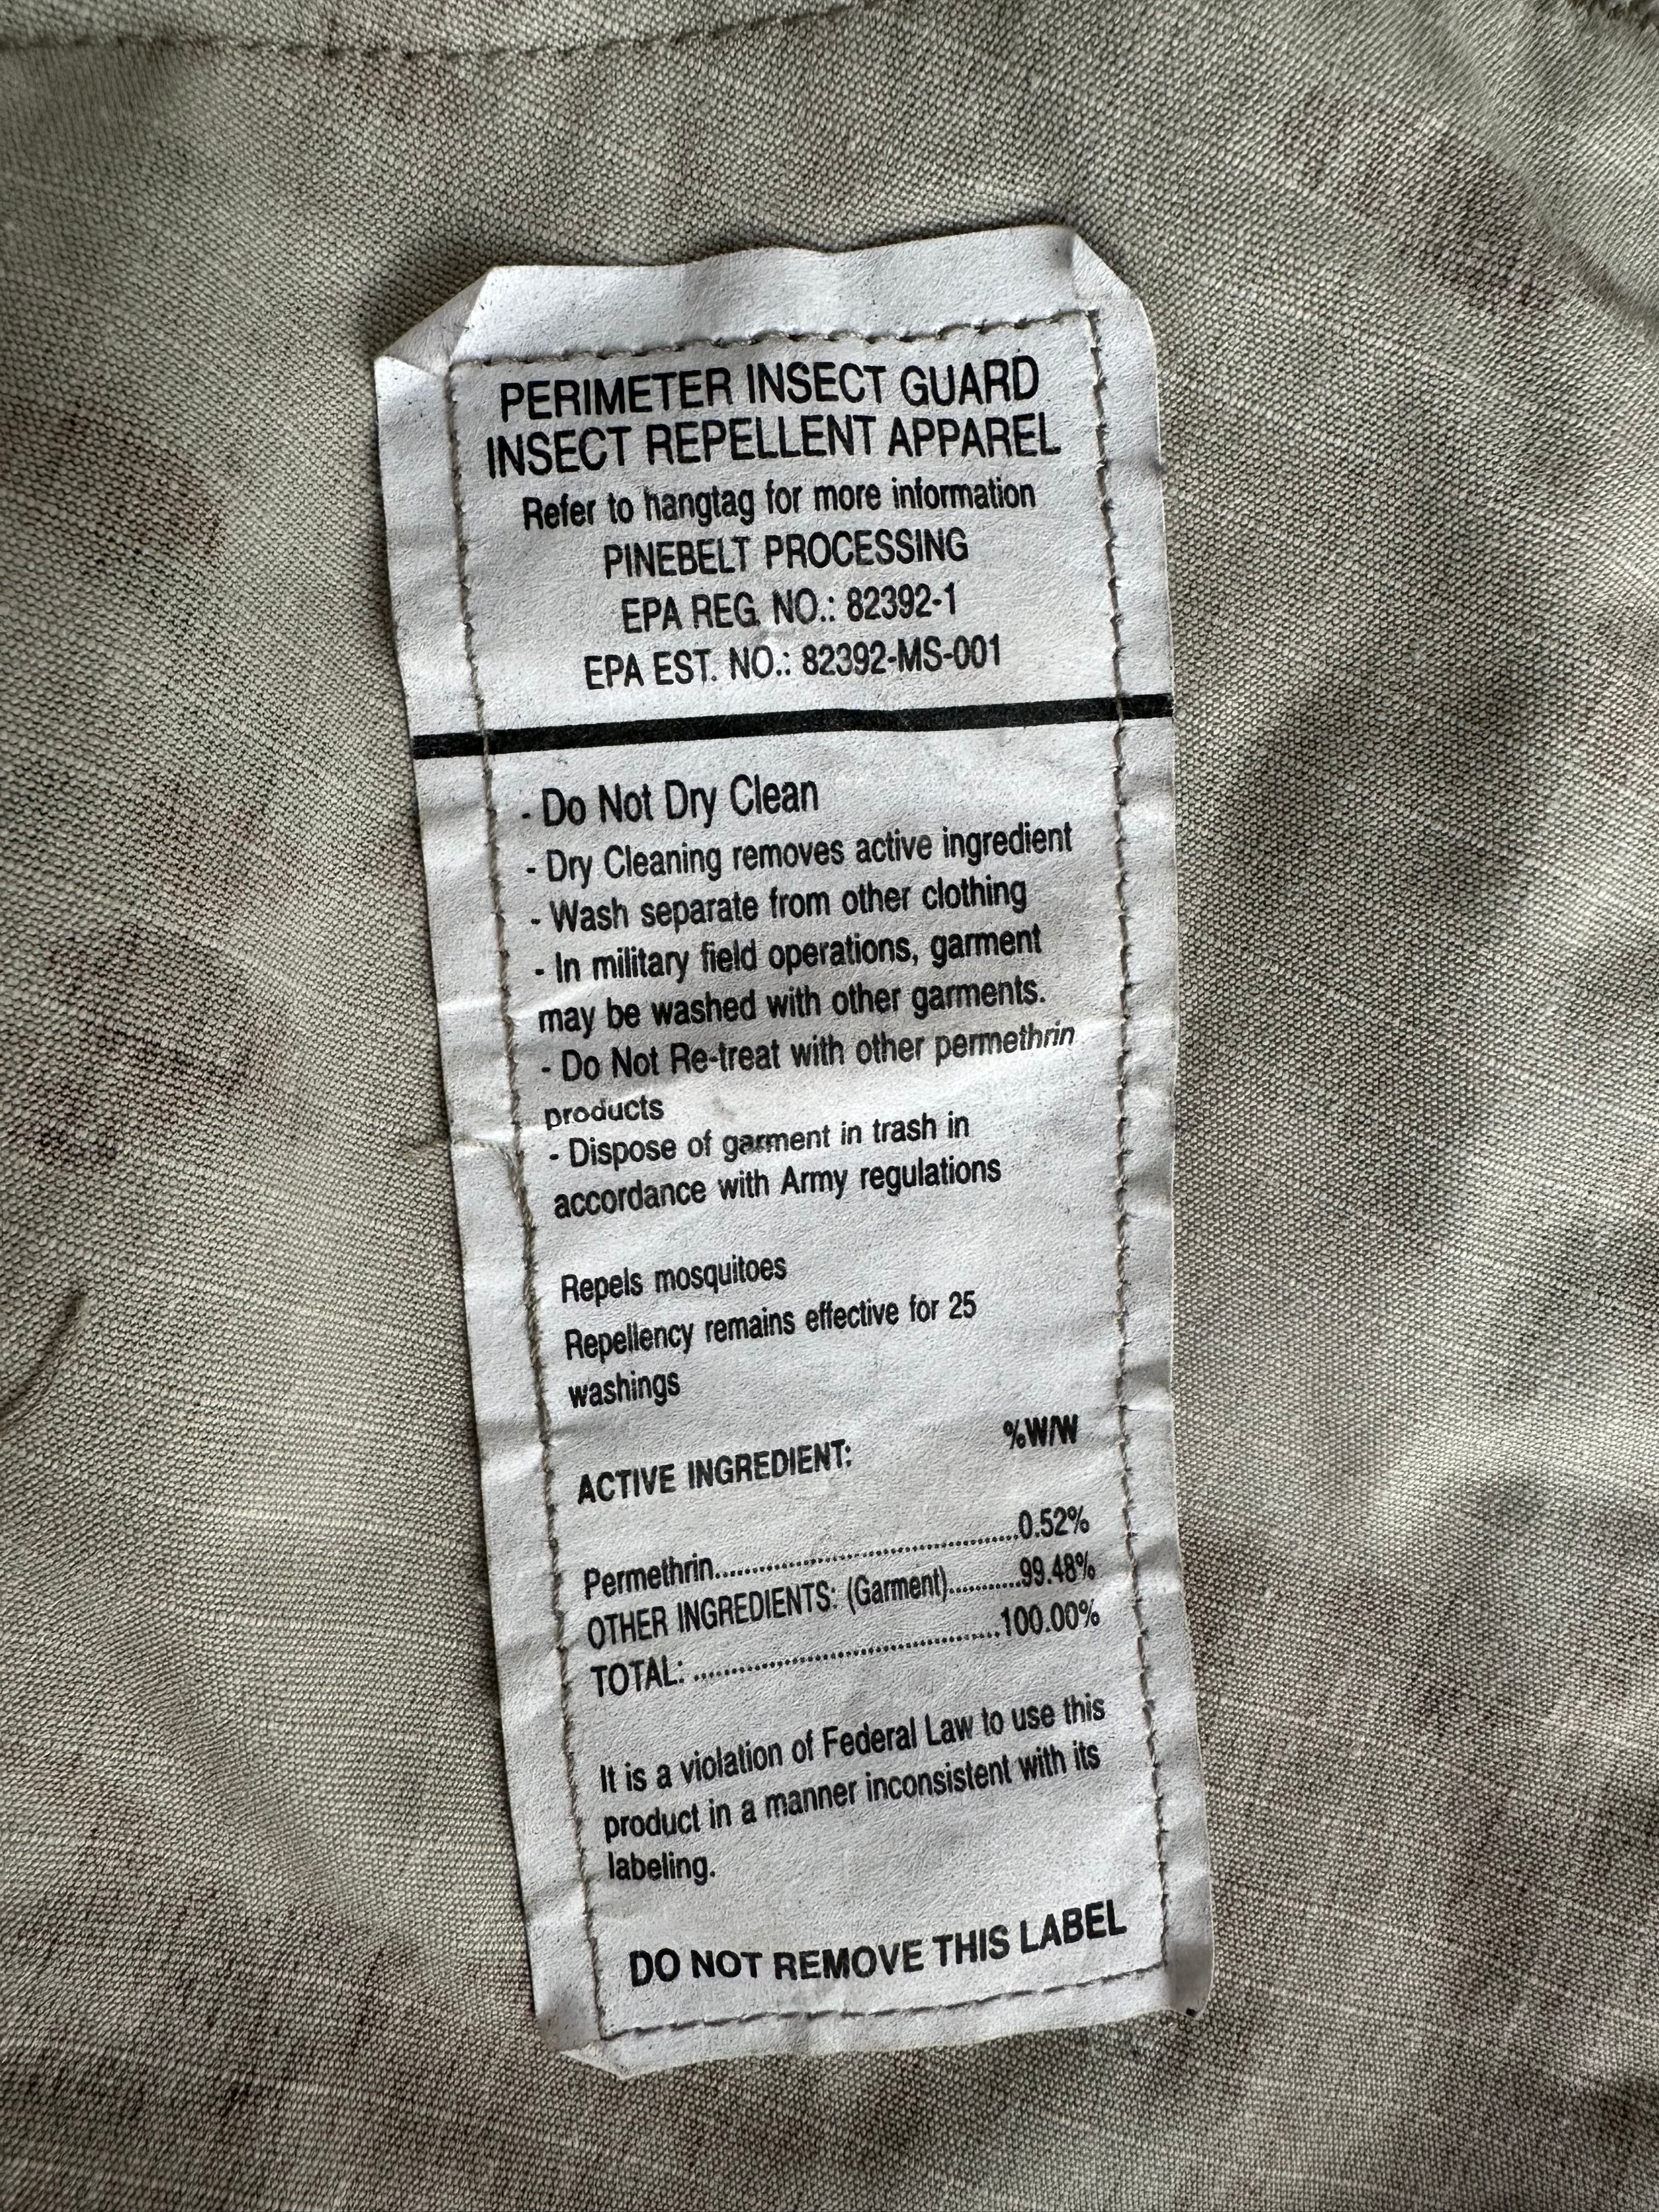 PERIMETER INSECT GUARD
INSECT REPELLENT APPAREL
Refer to hangtag for more information
PINEBELT PROCESSING
EPA REG. NO.: 82392-1
EPA EST. NO.: 82392-MS-001
- Do Not Dry Clean
- Dry Cleaning removes active ingredient
- Wash separate from other clothing
- In military field operations, garment
may be washed with other garments.
- Do Not Re-treat with other permethrin
products
- Dispose of garment in trash in
accordance with Army regulations
Repels mosquitoes
Repellency remains effective for 25
washings
ACTIVE INGREDIENT: %W/W
Permethrin..............................................0.52%
OTHER INGREDIENTS: (Garment)............99.48%
TOTAL: ...............................................100.00%
It is a violation of Federal Law to use this
product in a manner inconsistent with its
labeling.
DO NOT REMOVE THIS LABEL